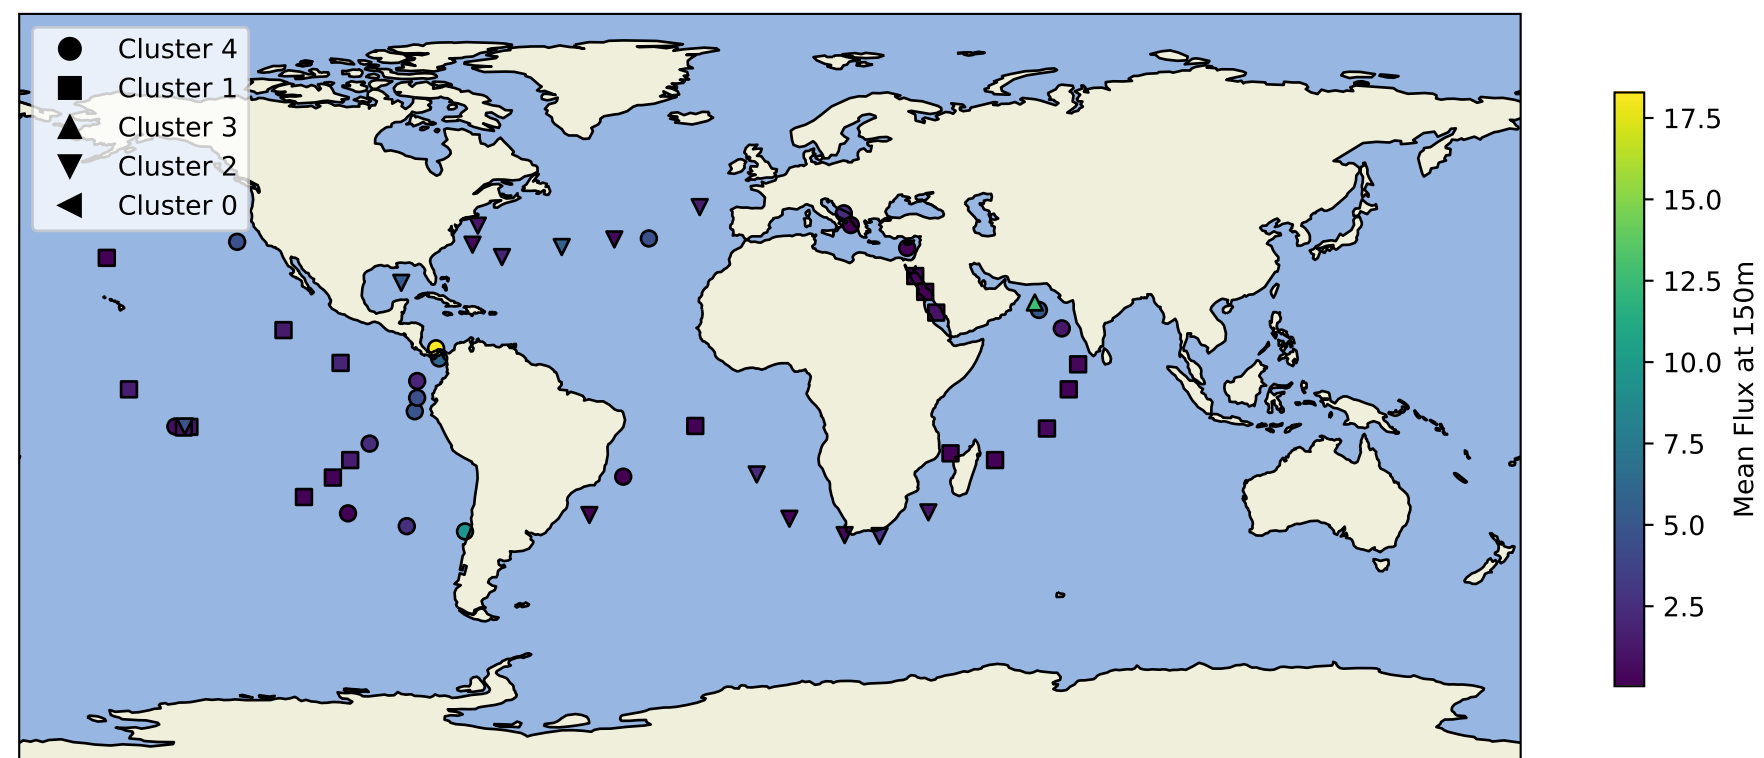 Cluster 4
Cluster 1
Cluster 3
Cluster 2
Cluster 0
17.5
15.0
12.5
10.0
7.5
5.0
2.5
Mean Flux at 150m